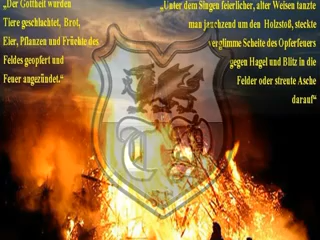 „Der Gottheit wurden
Tiere geschlachtet, Brot,
Eier, Pflanzen und Früchte des
Feldes geopfert und
Feuer angezündet.“
„Unter dem Singen feierlicher, alter Weisen tanzte
man jauchzend um den Holzstoß, steckte
verglimme Scheite des Opferfeuers
gegen Hagel und Blitz in die
Felder oder streute Asche
darauf“